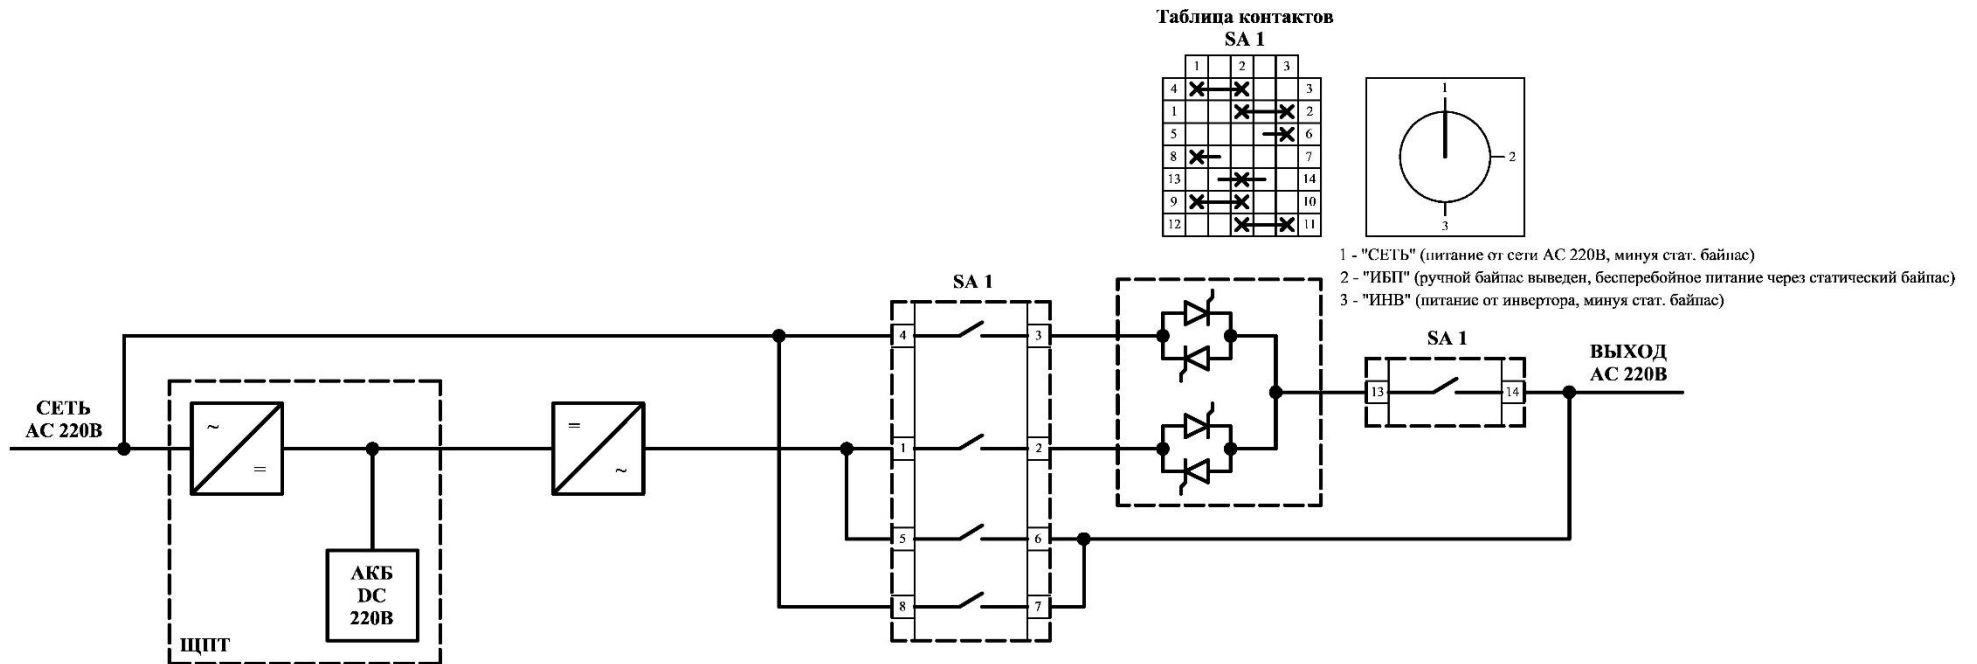 Таблица контактов
SA 1
1 2 3
4 3
1 2
5 6
8 7
13 14
9 10
12 11
1
2
3
1 - "СЕТЬ" (питание от сети АС 220В, минуя стат. байпас)
2 - "ИБП" (ручной байпас выведен, бесперебойное питание через статический байпас)
3 - "ИНВ" (питание от инвертора, минуя стат. байпас)
SA 1
4 3
1 2
5 6
8 7
SA 1
13 14
ВЫХОД
АС 220В
СЕТЬ
АС 220В
~
=
=
~
АКБ
DC
220В
ЩПТ